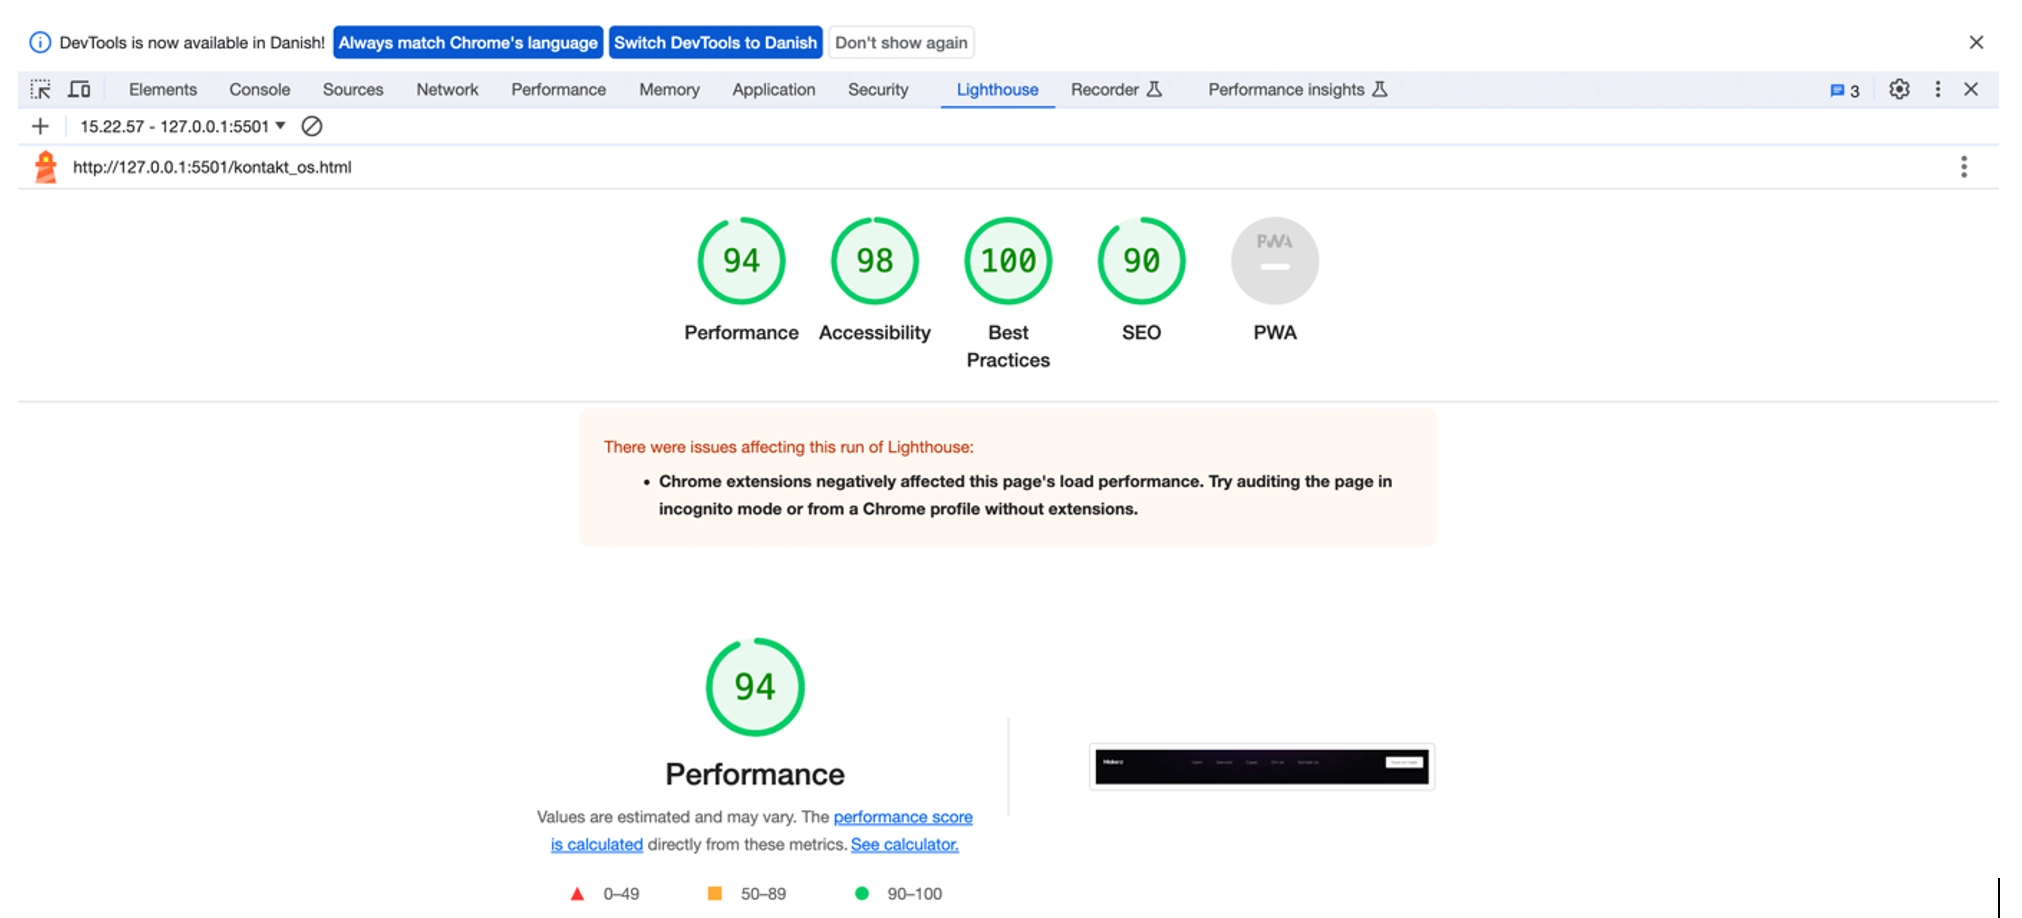 DevTools is now available in Danish! Always match Chrome's language Switch DevTools to Danish Don't show again
Elements Console Sources Network Performance Memory Application Security Lighthouse Recorder Performance insights 3
15.22.57 - 127.0.0.1:5501
http://127.0.0.1:5501/kontakt_os.html
94 98 100 90 PWA
Performance Accessibility Best Practices SEO PWA
There were issues affecting this run of Lighthouse:
• Chrome extensions negatively affected this page's load performance. Try auditing the page in
incognito mode or from a Chrome profile without extensions.
94
Performance
Values are estimated and may vary. The performance score
is calculated directly from these metrics. See calculator.
0–49 50–89 90–100